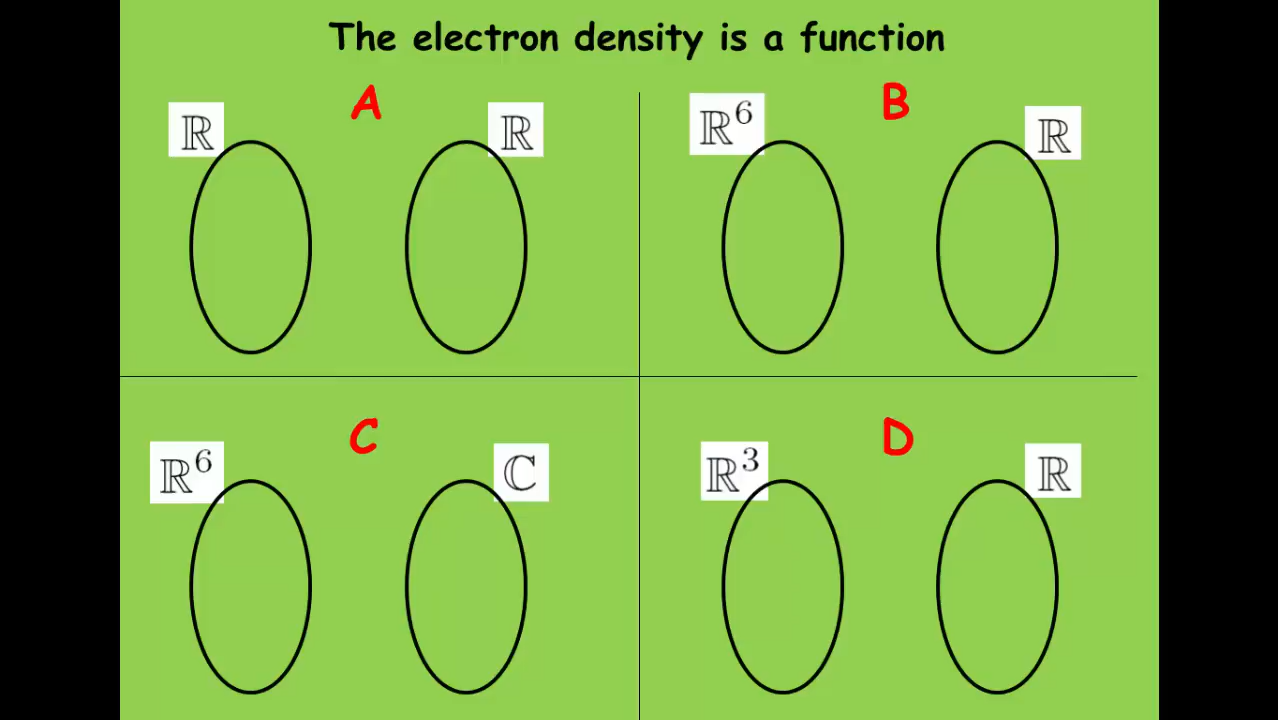 The electron density is a function
A
ℝ ℝ
B
ℝ⁶ ℝ
C
ℝ⁶ ℂ
D
ℝ³ ℝ